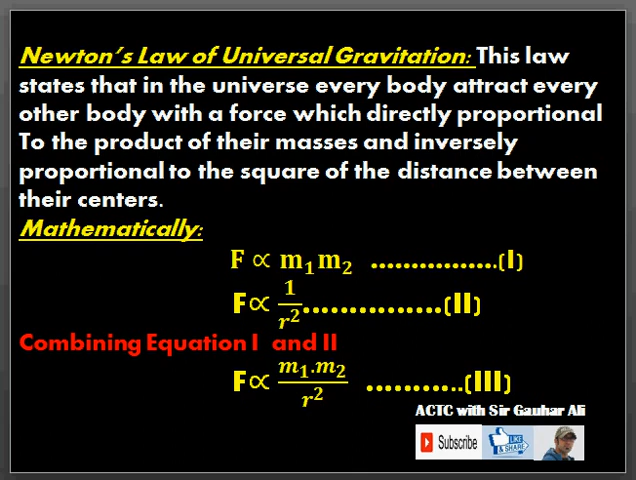 Newton's Law of Universal Gravitation: This law
states that in the universe every body attract every
other body with a force which directly proportional
To the product of their masses and inversely
proportional to the square of the distance between
their centers.
Mathematically:
F ∝ m₁ m₂ ................(I)
F∝ 1/r² ................(II)
Combining Equation I and II
F∝ m₁.m₂/r² ...........(III)
ACTC with Sir Gauhar Ali
Subscribe
LIKE
& SHARE